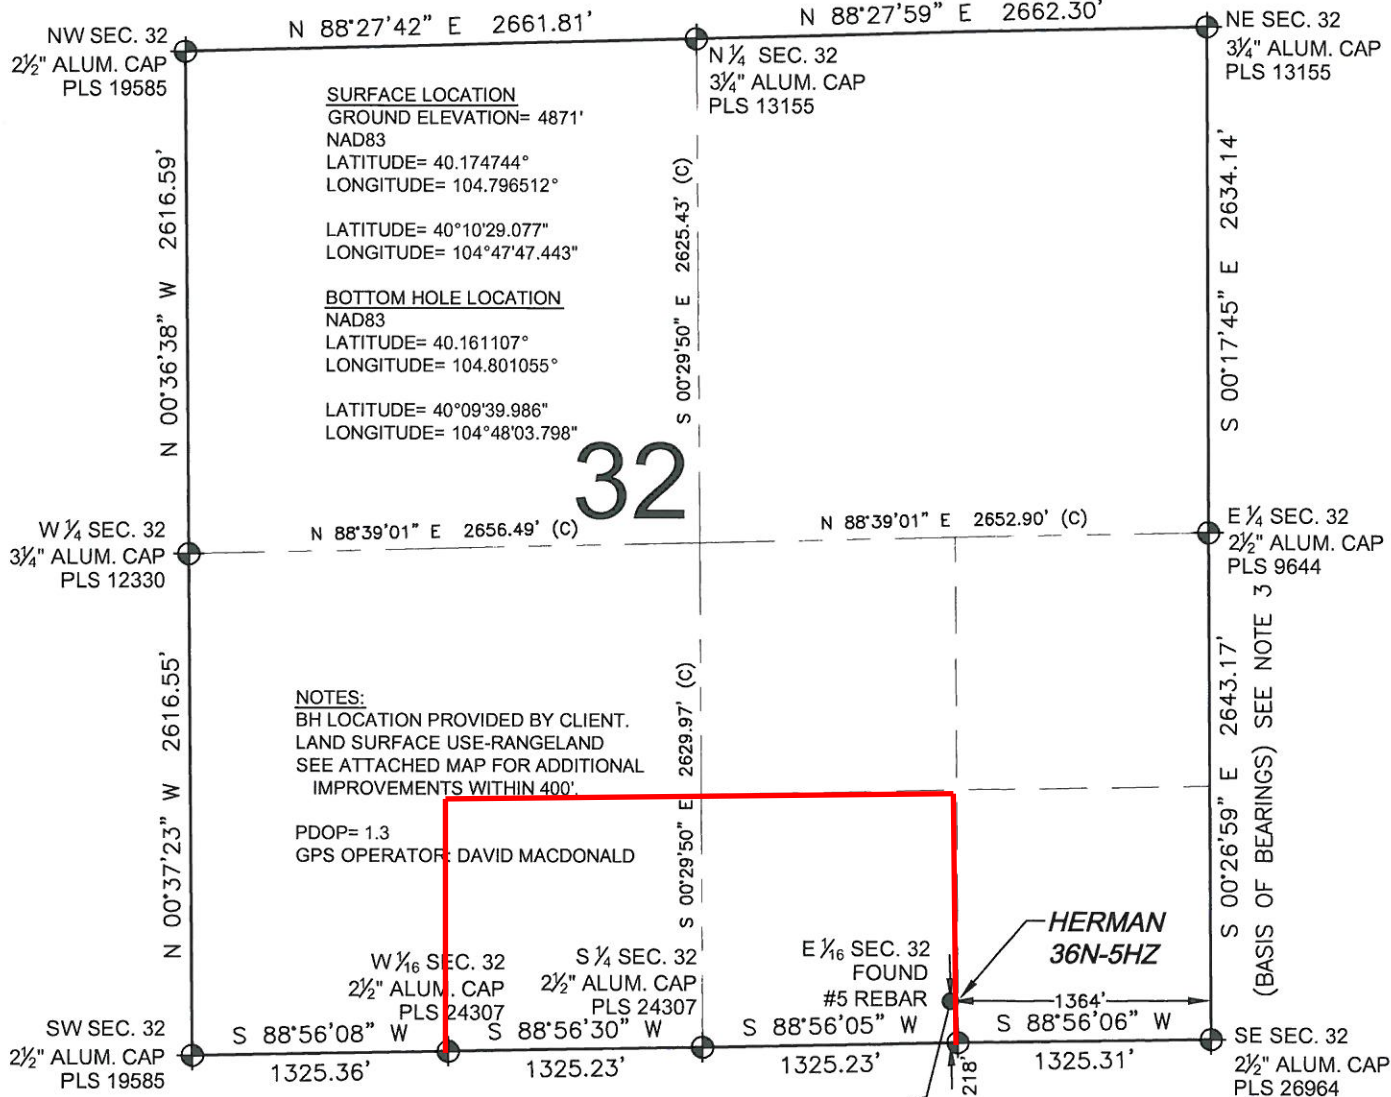 N 88°27'42" E 2661.81'
N 88°27'59" E 2662.30'
NW SEC. 32
2½" ALUM. CAP
PLS 19585
N ¼ SEC. 32
3¼" ALUM. CAP
PLS 13155
NE SEC. 32
3¼" ALUM. CAP
PLS 13155
SURFACE LOCATION
GROUND ELEVATION= 4871'
NAD83
LATITUDE= 40.174744°
LONGITUDE= 104.796512°
LATITUDE= 40°10'29.077"
LONGITUDE= 104°47'47.443"
BOTTOM HOLE LOCATION
NAD83
LATITUDE= 40.161107°
LONGITUDE= 104.801055°
LATITUDE= 40°09'39.986"
LONGITUDE= 104°48'03.798"
N 00°36'38" W 2616.59'
S 00°29'50" E 2625.43' (C)
S 00°17'45" E 2634.14'
32
W ¼ SEC. 32
3¼" ALUM. CAP
PLS 12330
N 88°39'01" E 2656.49' (C)
N 88°39'01" E 2652.90' (C)
E ¼ SEC. 32
2½" ALUM. CAP
PLS 9644
N 00°37'23" W 2616.55'
NOTES:
BH LOCATION PROVIDED BY CLIENT.
LAND SURFACE USE-RANGELAND
SEE ATTACHED MAP FOR ADDITIONAL
IMPROVEMENTS WITHIN 400'.
PDOP= 1.3
GPS OPERATOR: DAVID MACDONALD
S 00°29'50" E 2629.97' (C)
S 00°26'59" E 2643.17'
(BASIS OF BEARINGS) SEE NOTE 3
HERMAN
36N-5HZ
W 1⁄16 SEC. 32
2½" ALUM. CAP
PLS 24307
S ¼ SEC. 32
2½" ALUM. CAP
PLS 24307
E 1⁄16 SEC. 32
FOUND
#5 REBAR
1364'
218'
SW SEC. 32
2½" ALUM. CAP
PLS 19585
S 88°56'08" W
1325.36'
S 88°56'30" W
1325.23'
S 88°56'05" W
1325.23'
S 88°56'06" W
1325.31'
SE SEC. 32
2½" ALUM. CAP
PLS 26964